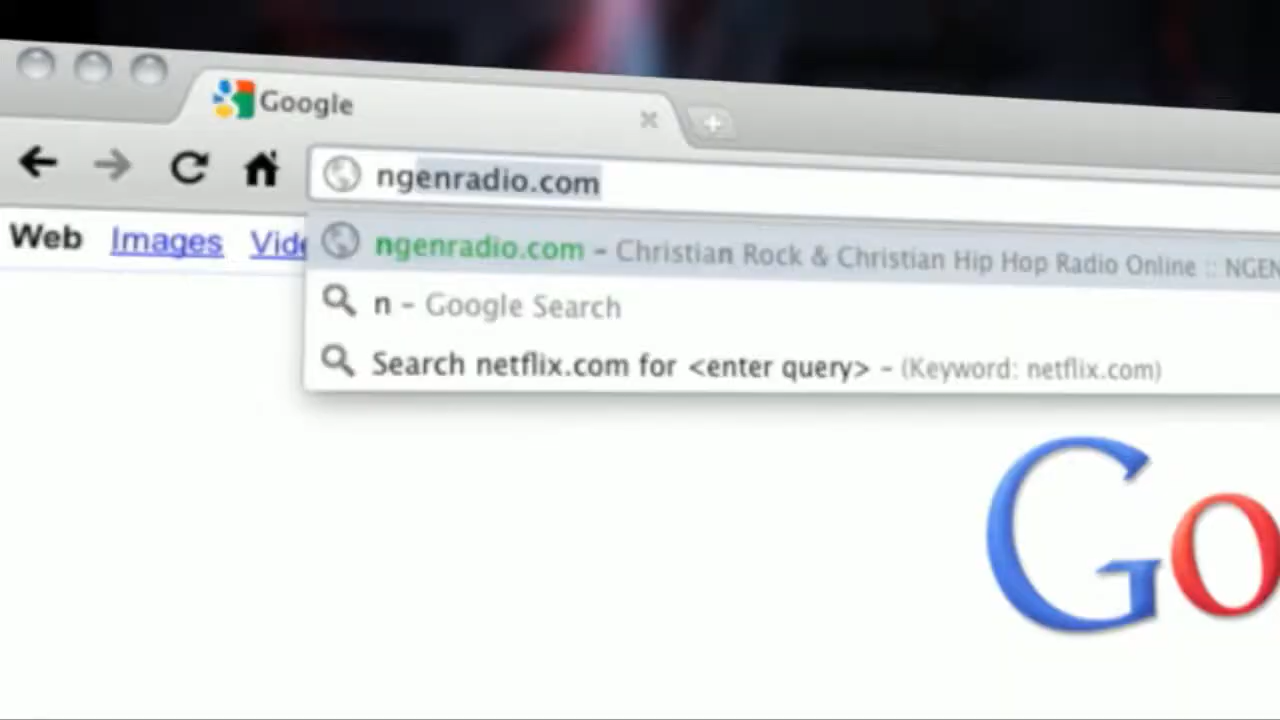 Google
ngenradio.com
Web Images
ngenradio.com – Christian Rock & Christian Hip Hop Radio Online :: NGEN
n – Google Search
Search netflix.com for <enter query> – (Keyword: netflix.com)
Go